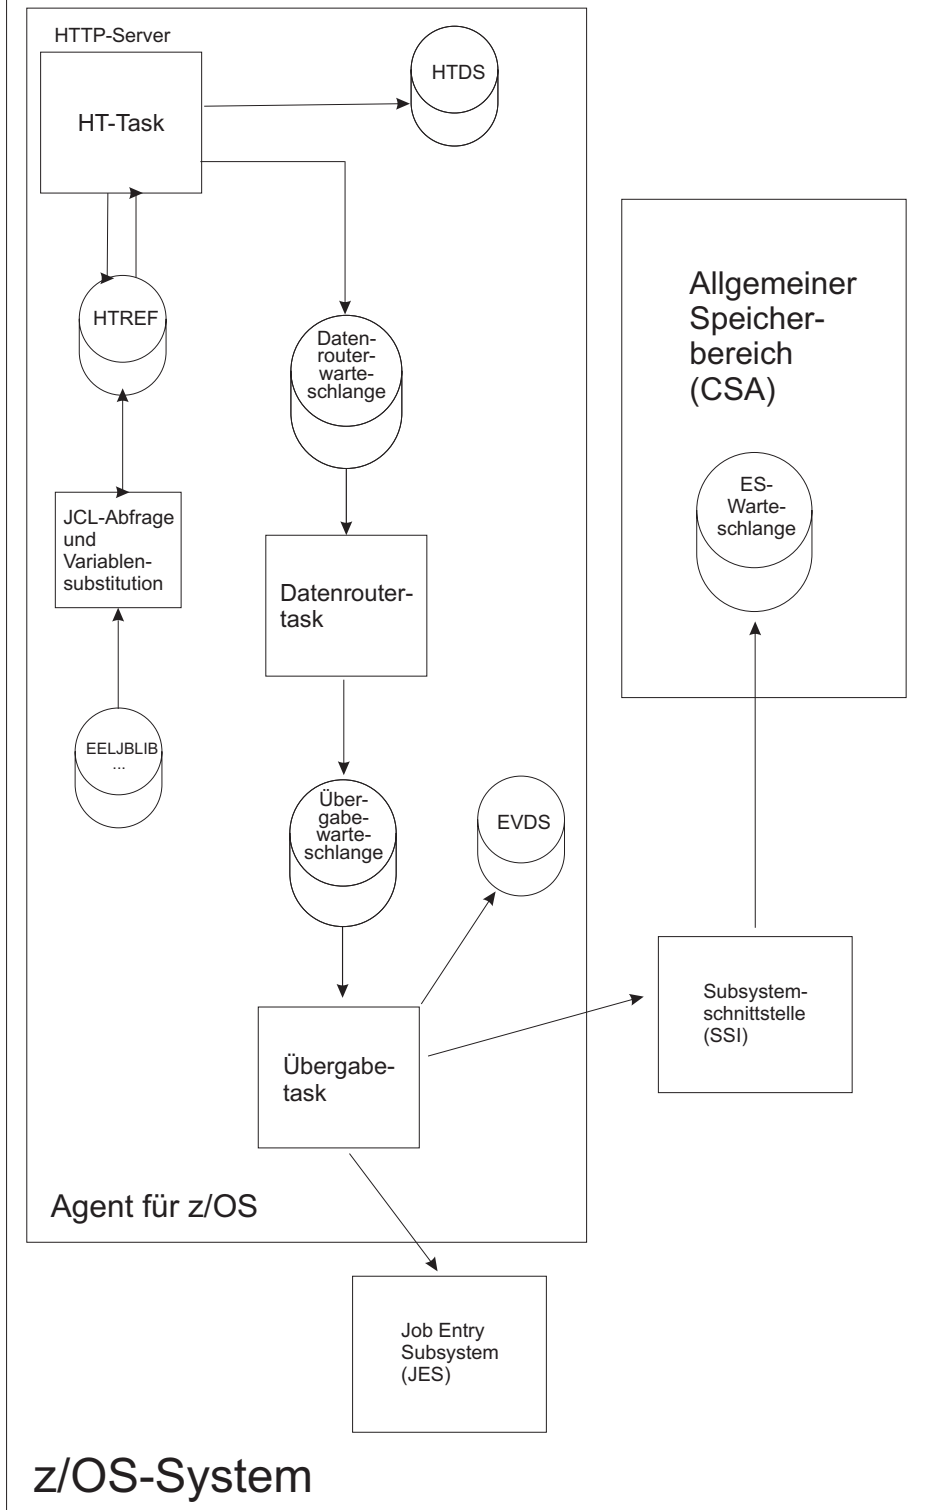 HTTP-Server
HT-Task
HTDS
HTREF
Daten-
router-
warte-
schlange
Allgemeiner
Speicher-
bereich
(CSA)
ES-
Warte-
schlange
JCL-Abfrage
und
Variablen-
substitution
Datenrouter-
task
EELJBLIB
...
Über-
gabe-
warte-
schlange
EVDS
Subsystem-
schnittstelle
(SSI)
Übergabe-
task
Agent für z/OS
Job Entry
Subsystem
(JES)
z/OS-System